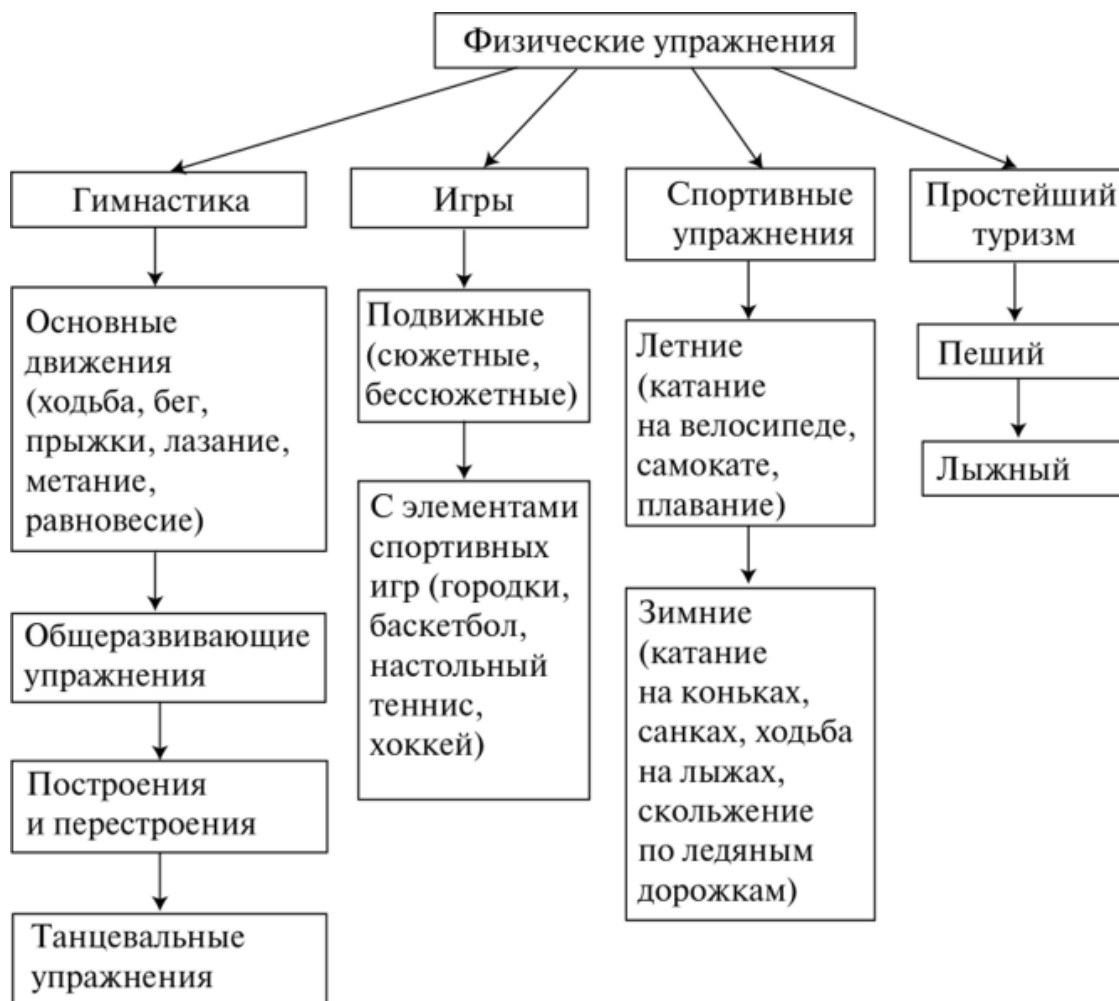 Физические упражнения
Гимнастика
Основные
движения
(ходьба, бег,
прыжки, лазание,
метание,
равновесие)
Общеразвивающие
упражнения
Построения
и перестроения
Танцевальные
упражнения
Игры
Подвижные
(сюжетные,
бессюжетные)
С элементами
спортивных
игр (городки,
баскетбол,
настольный
теннис,
хоккей)
Спортивные
упражнения
Летние
(катание
на велосипеде,
самокате,
плавание)
Зимние
(катание
на коньках,
санках, ходьба
на лыжах,
скольжение
по ледяным
дорожкам)
Простейший
туризм
Пеший
Лыжный